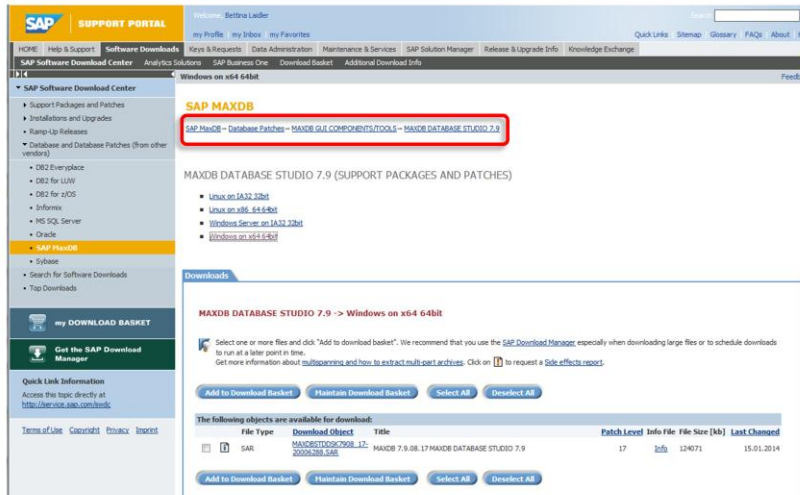 SAP SUPPORT PORTAL
Welcome, Bettina Laidler
Search
my Profile my Inbox my Favorites
Quick Links Sitemap Glossary FAQs About
HOME Help & Support Software Downloads Keys & Requests Data Administration Maintenance & Services SAP Solution Manager Release & Upgrade Info Knowledge Exchange
SAP Software Download Center Analytics Solutions SAP Business One Download Basket Additional Download Info
Windows on x64 64bit
SAP Software Download Center
Support Packages and Patches
Installations and Upgrades
Ramp-Up Releases
Database and Database Patches (from other
vendors)
DB2 Everyplace
DB2 for LUW
DB2 for z/OS
Informix
MS SQL Server
Oracle
SAP MaxDB
Sybase
Search for Software Downloads
Top Downloads
my DOWNLOAD BASKET
Get the SAP Download
Manager
Quick Link Information
Access this topic directly at
http://service.sap.com/swdc
Terms of Use Copyright Privacy Imprint
SAP MAXDB
SAP MaxDB→ Database Patches→ MAXDB GUI COMPONENTS/TOOLS→ MAXDB DATABASE STUDIO 7.9
MAXDB DATABASE STUDIO 7.9 (SUPPORT PACKAGES AND PATCHES)
Linux on IA32 32bit
Linux on x86_64 64bit
Windows Server on IA32 32bit
Windows on x64 64bit
Downloads
MAXDB DATABASE STUDIO 7.9 -> Windows on x64 64bit
Select one or more files and click "Add to download basket". We recommend that you use the SAP Download Manager especially when downloading large files or to schedule downloads
to run at a later point in time.
Get more information about multispanning and how to extract multi-part archives. Click on to request a Side effects report.
Add to Download Basket Maintain Download Basket Select All Deselect All
The following objects are available for download:
File Type Download Object Title Patch Level Info File File Size [kb] Last Changed
SAR MAXDBSTDDSK7908_17-
20006288.SAR MAXDB 7.9.08.17 MAXDB DATABASE STUDIO 7.9 17 Info 124071 15.01.2014
Add to Download Basket Maintain Download Basket Select All Deselect All